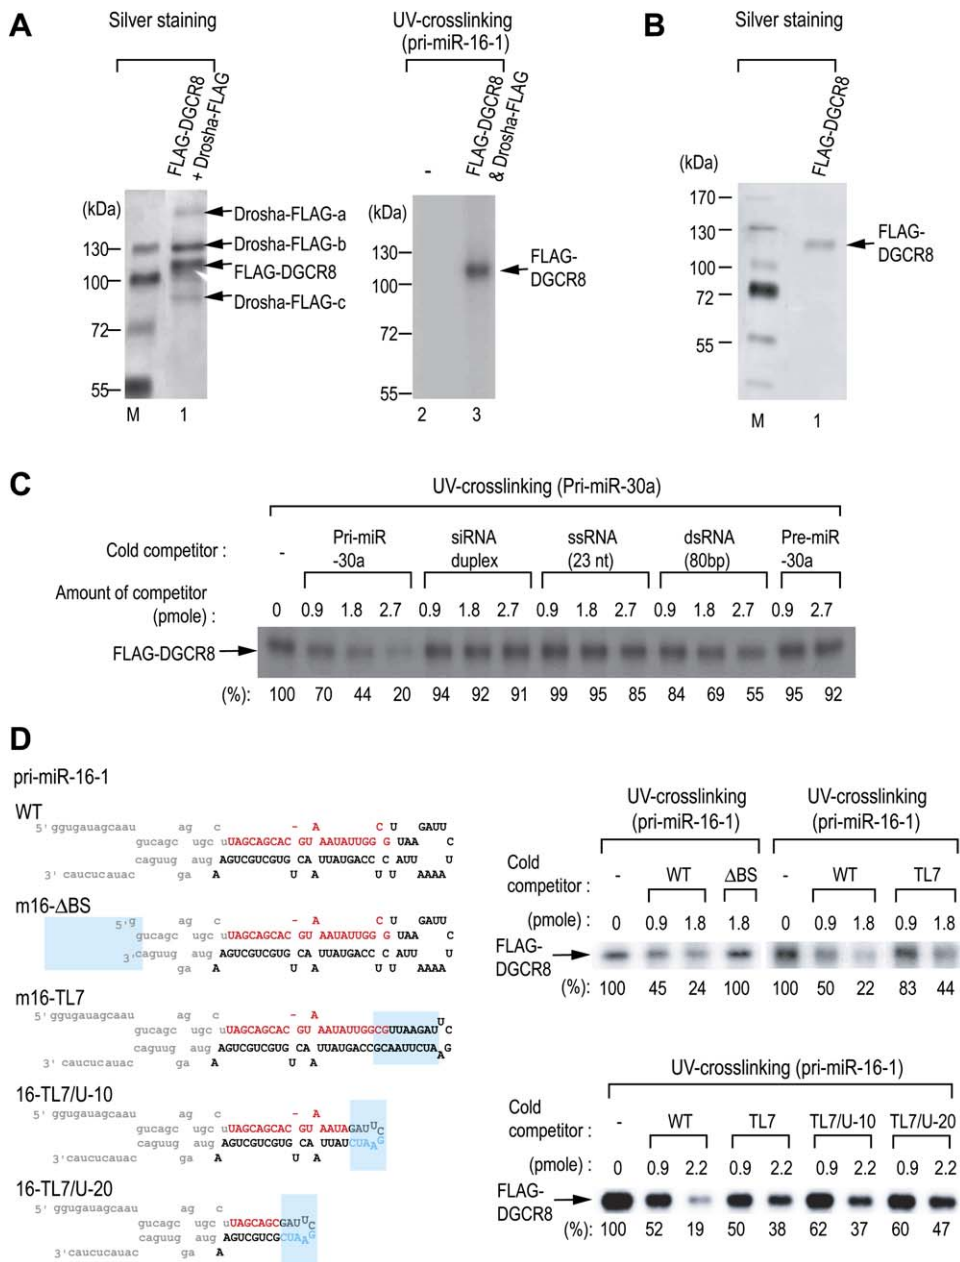 A
Silver staining
FLAG-DGCR8
+ Drosha-FLAG
(kDa)
130
100
72
55
Drosha-FLAG-a
Drosha-FLAG-b
FLAG-DGCR8
Drosha-FLAG-c
M 1
UV-crosslinking
(pri-miR-16-1)
-
FLAG-DGCR8
& Drosha-FLAG
(kDa)
130
100
72
55
FLAG-
DGCR8
2 3
B
Silver staining
FLAG-DGCR8
(kDa)
170
130
100
72
55
FLAG-
DGCR8
M 1
C
UV-crosslinking (Pri-miR-30a)
Cold competitor :
-
Pri-miR
-30a
siRNA
duplex
ssRNA
(23 nt)
dsRNA
(80bp)
Pre-miR
-30a
Amount of competitor
(pmole) :
0 0.9 1.8 2.7 0.9 1.8 2.7 0.9 1.8 2.7 0.9 1.8 2.7 0.9 2.7
FLAG-DGCR8
(%): 100 70 44 20 94 92 91 99 95 85 84 69 55 95 92
D
pri-miR-16-1
WT
5' ggugauagcaau ag c - A C U GAUU
gucagc ugc uUAGCAGCAC GU AAUAUUGG G UAA C
caguug aug AGUCGUCGUG CA UUAUGACC C AUU U
3' caucucauac ga A U A U U AAAA
m16-ΔBS
5' g ag c - A C U GAUU
gucagc ugc uUAGCAGCAC GU AAUAUUGG G UAA C
3' caguug aug AGUCGUCGUG CA UUAUGACC C AUU U
ga A U A U U AAAA
m16-TL7
5' ggugauagcaau ag c - A U
gucagc ugc uUAGCAGCAC GU AAUAUUGGCGUUAAGAU C
caguug aug AGUCGUCGUG CA UUAUGACCGCAAUUCUA G
3' caucucauac ga A U A A
16-TL7/U-10
5' ggugauagcaau ag c - A U
gucagc ugc uUAGCAGCAC GU AAUAGAUU C
caguug aug AGUCGUCGUG CA UUAUCUAA G
3' caucucauac ga A U A
16-TL7/U-20
5' ggugauagcaau ag c U
gucagc ugc uUAGCAGCGAUU C
caguug aug AGUCGUCGCUAA G
3' caucucauac ga A
UV-crosslinking
(pri-miR-16-1)
UV-crosslinking
(pri-miR-16-1)
Cold
competitor :
- WT ΔBS - WT TL7
(pmole) : 0 0.9 1.8 1.8 0 0.9 1.8 0.9 1.8
FLAG-
DGCR8
(%): 100 45 24 100 100 50 22 83 44
UV-crosslinking (pri-miR-16-1)
Cold
competitor :
- WT TL7 TL7/U-10 TL7/U-20
(pmole) : 0 0.9 2.2 0.9 2.2 0.9 2.2 0.9 2.2
FLAG-
DGCR8
(%): 100 52 19 50 38 62 37 60 47